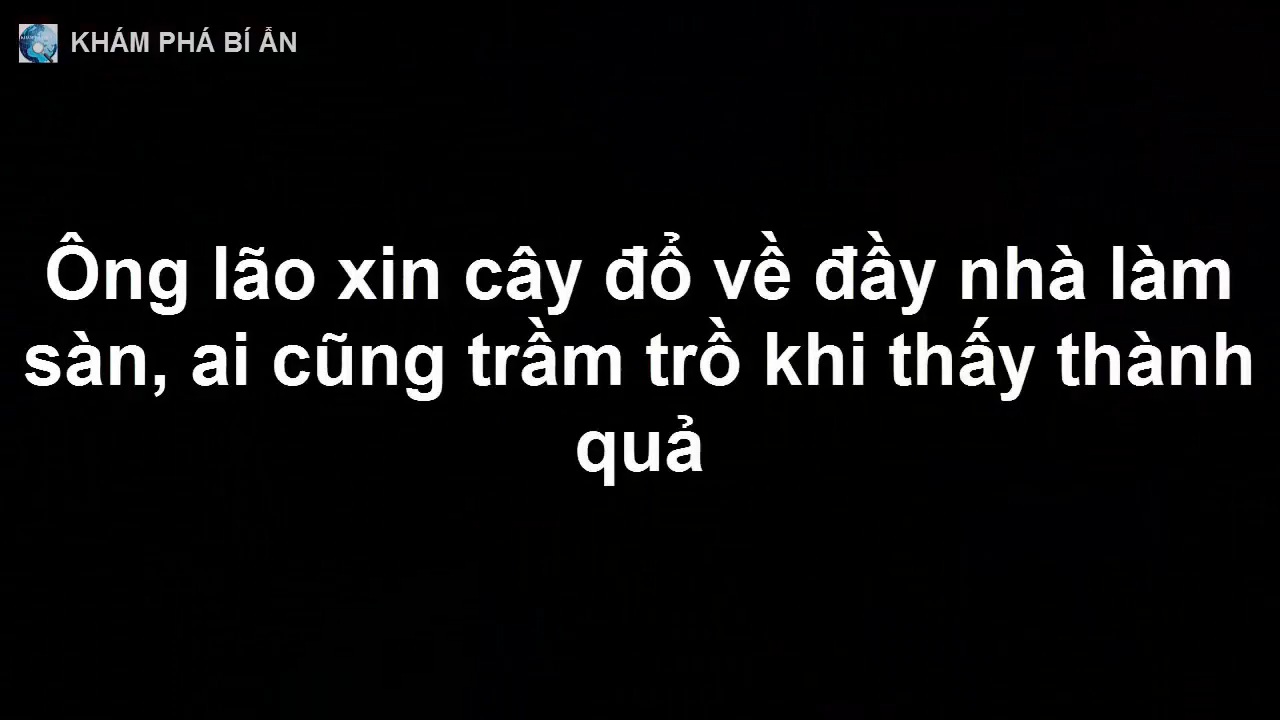 KHÁM PHÁ BÍ ẨN
Ông lão xin cây đổ về đầy nhà làm
sàn, ai cũng trầm trồ khi thấy thành
quả